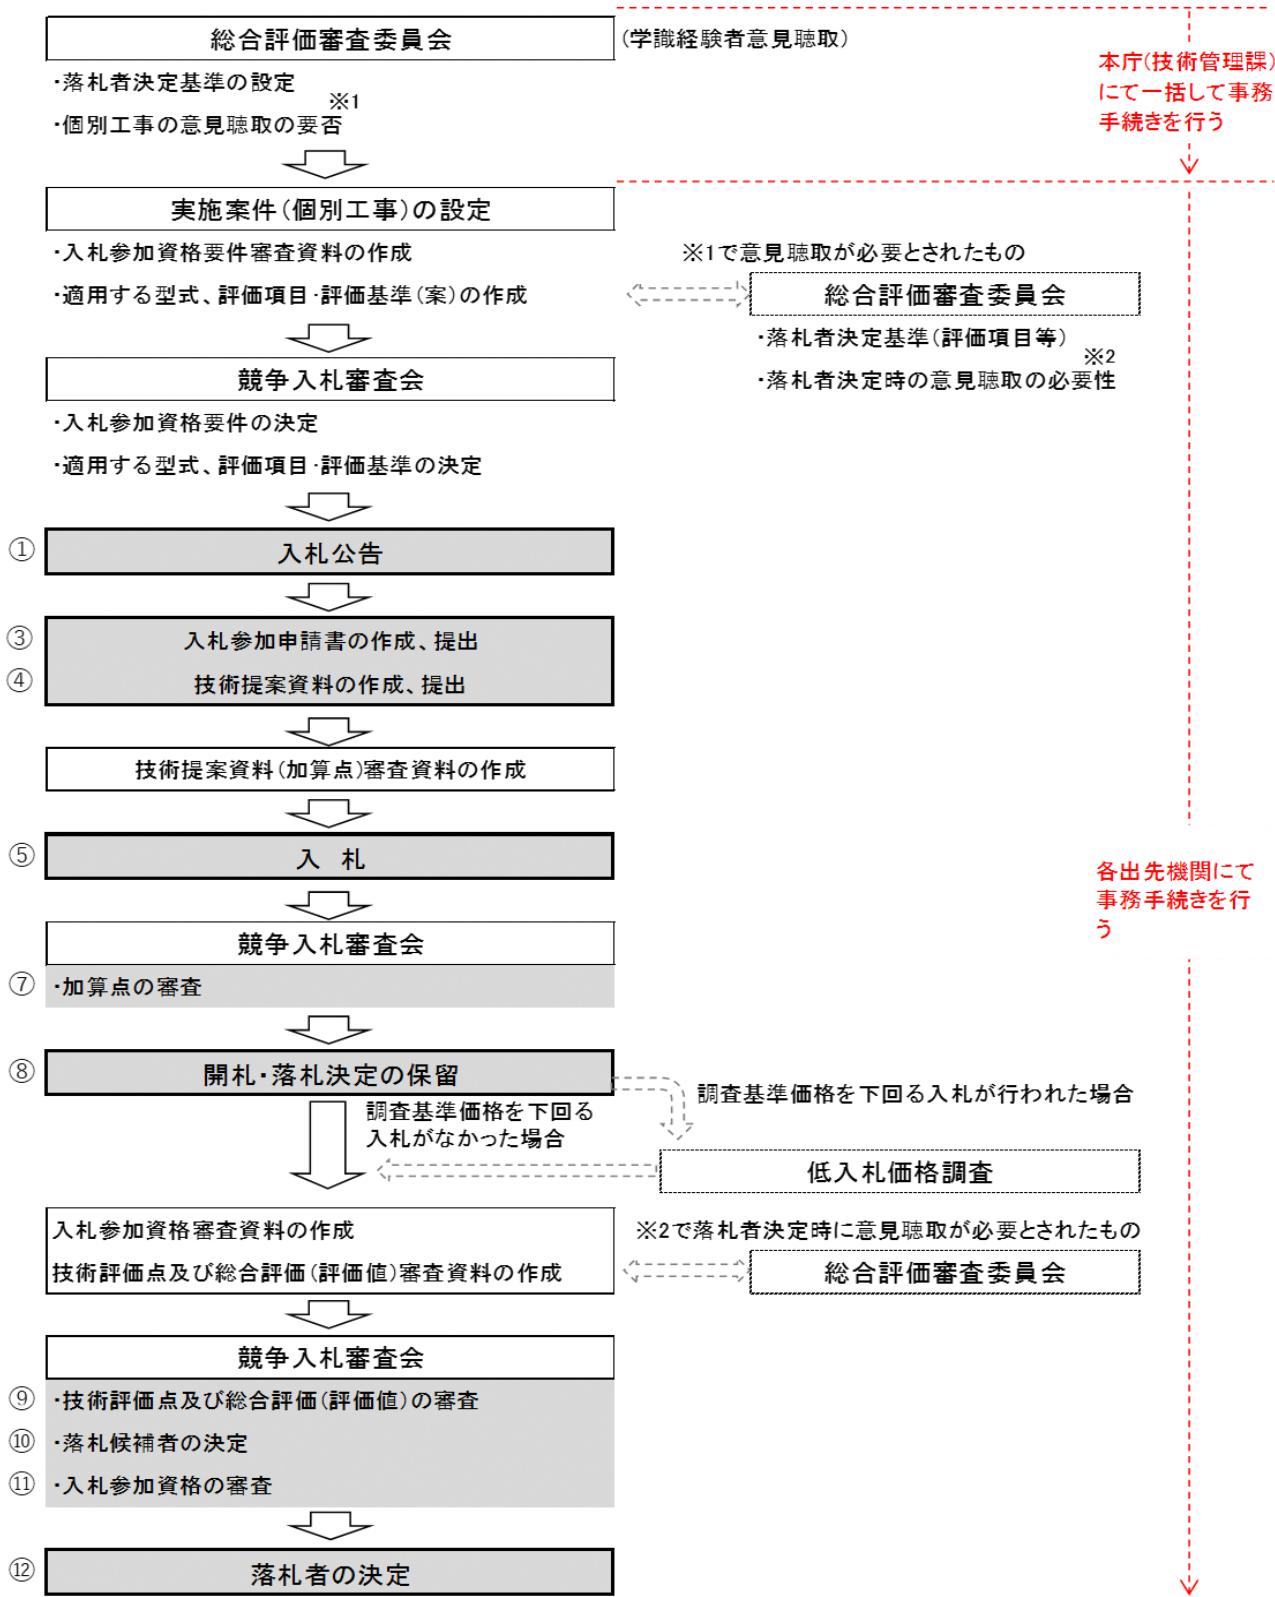 総合評価審査委員会
(学識経験者意見聴取)
・落札者決定基準の設定
※1
・個別工事の意見聴取の要否
本庁(技術管理課)
にて一括して事務
手続きを行う
実施案件(個別工事)の設定
・入札参加資格要件審査資料の作成
・適用する型式、評価項目・評価基準(案)の作成
※1で意見聴取が必要とされたもの
総合評価審査委員会
・落札者決定基準(評価項目等)
※2
・落札者決定時の意見聴取の必要性
競争入札審査会
・入札参加資格要件の決定
・適用する型式、評価項目・評価基準の決定
① 入札公告
③ 入札参加申請書の作成、提出
④ 技術提案資料の作成、提出
技術提案資料(加算点)審査資料の作成
⑤ 入 札
各出先機関にて
事務手続きを行
う
競争入札審査会
⑦ ・加算点の審査
⑧ 開札・落札決定の保留
調査基準価格を下回る入札が行われた場合
調査基準価格を下回る
入札がなかった場合
低入札価格調査
入札参加資格審査資料の作成
技術評価点及び総合評価(評価値)審査資料の作成
※2で落札者決定時に意見聴取が必要とされたもの
総合評価審査委員会
競争入札審査会
⑨ ・技術評価点及び総合評価(評価値)の審査
⑩ ・落札候補者の決定
⑪ ・入札参加資格の審査
⑫ 落札者の決定